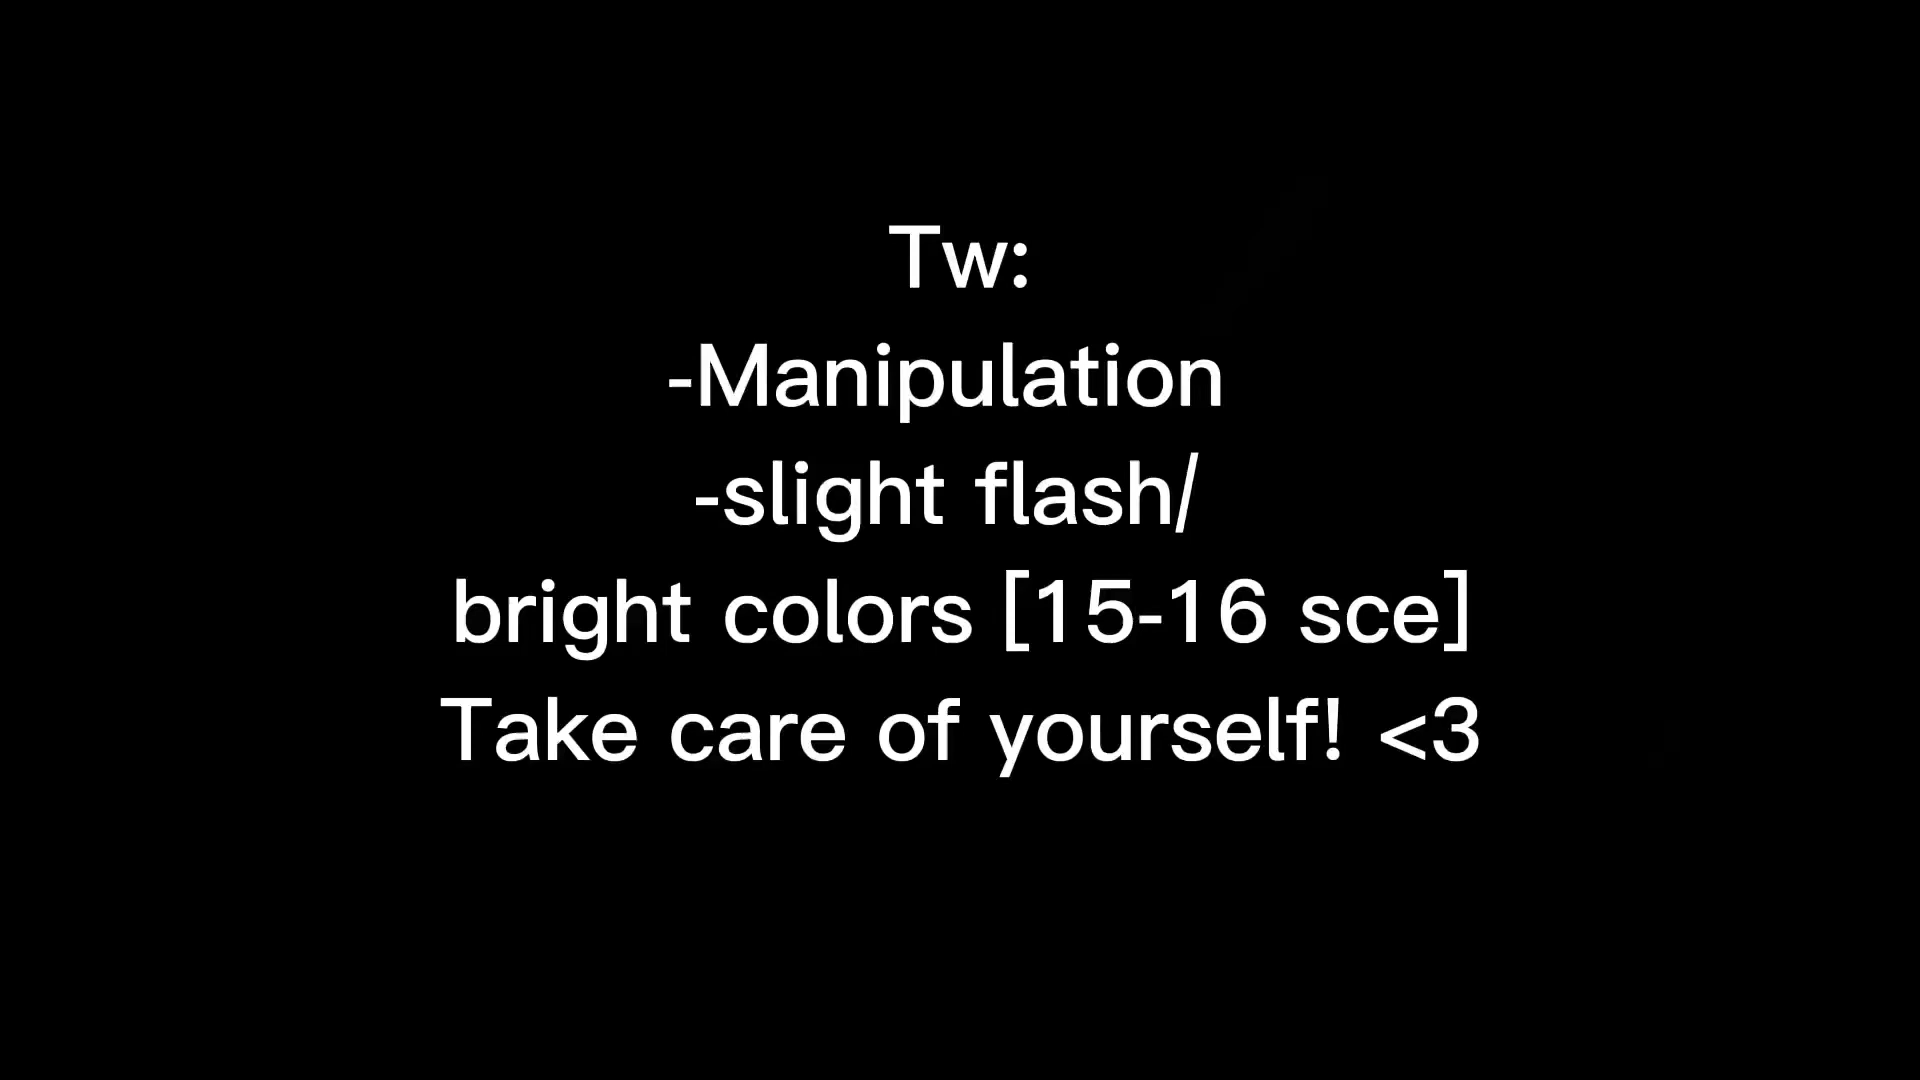 Tw:
-Manipulation
-slight flash/
bright colors [15-16 sce]
Take care of yourself! <3